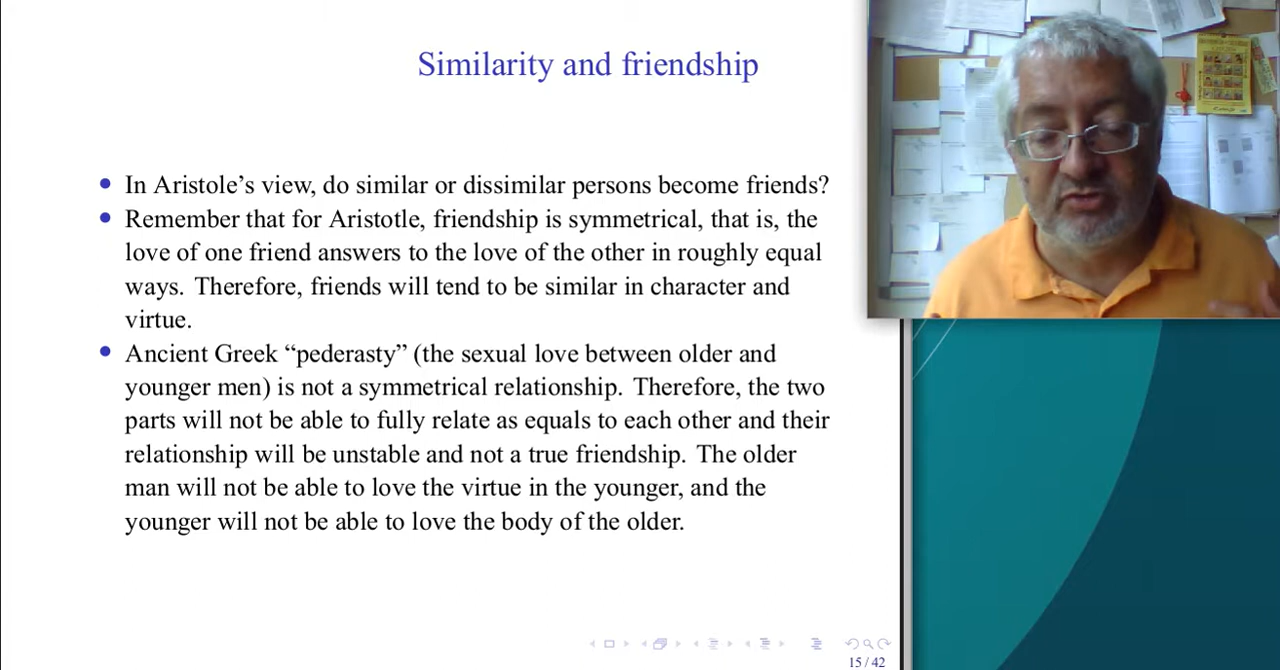 Similarity and friendship
In Aristole’s view, do similar or dissimilar persons become friends?
Remember that for Aristotle, friendship is symmetrical, that is, the
love of one friend answers to the love of the other in roughly equal
ways. Therefore, friends will tend to be similar in character and
virtue.
Ancient Greek “pederasty” (the sexual love between older and
younger men) is not a symmetrical relationship. Therefore, the two
parts will not be able to fully relate as equals to each other and their
relationship will be unstable and not a true friendship. The older
man will not be able to love the virtue in the younger, and the
younger will not be able to love the body of the older.
15 / 42